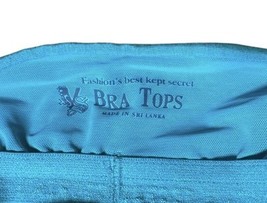 Fashion's best kept secret
BRA TOPS
MADE IN SRI LANKA